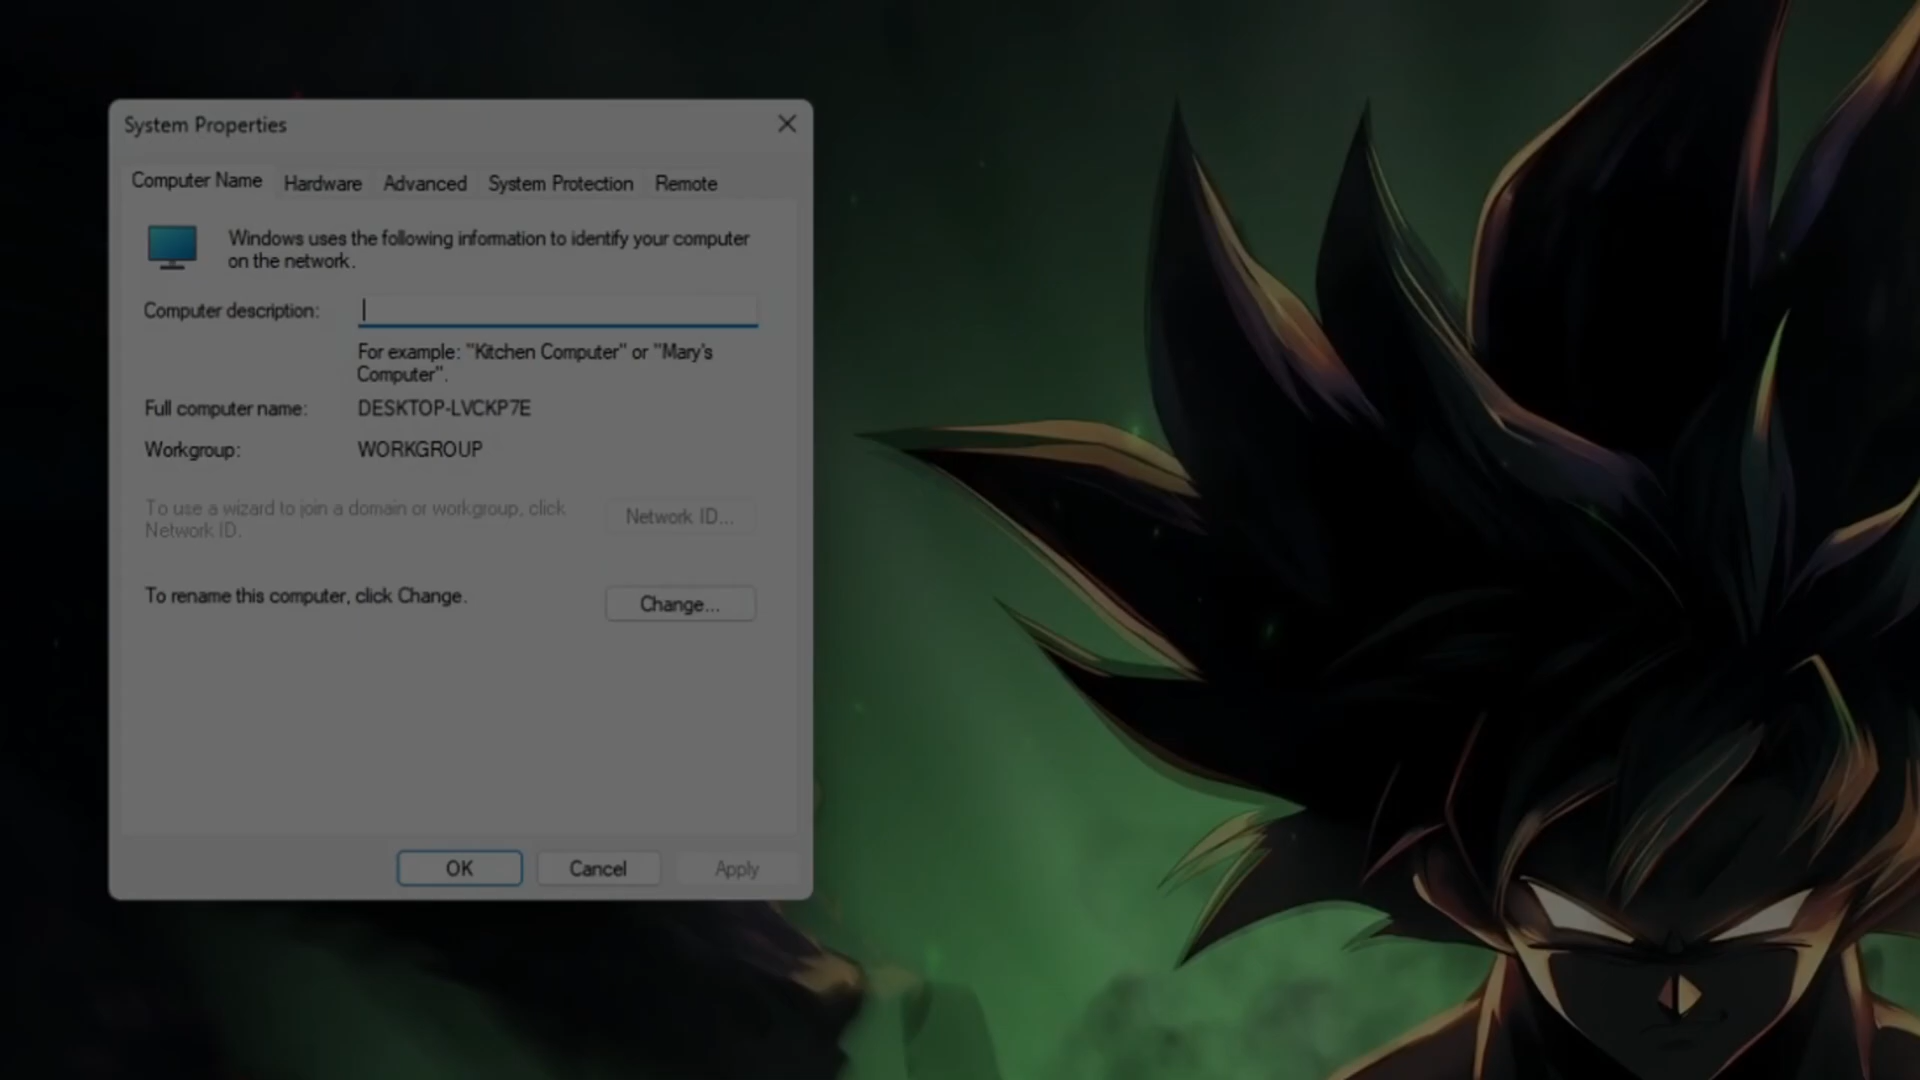 System Properties
Computer Name Hardware Advanced System Protection Remote
Windows uses the following information to identify your computer
on the network.
Computer description:
For example: "Kitchen Computer" or "Mary's
Computer".
Full computer name: DESKTOP-LVCKP7E
Workgroup: WORKGROUP
To use a wizard to join a domain or workgroup, click
Network ID.
Network ID...
To rename this computer, click Change.
Change...
OK Cancel Apply